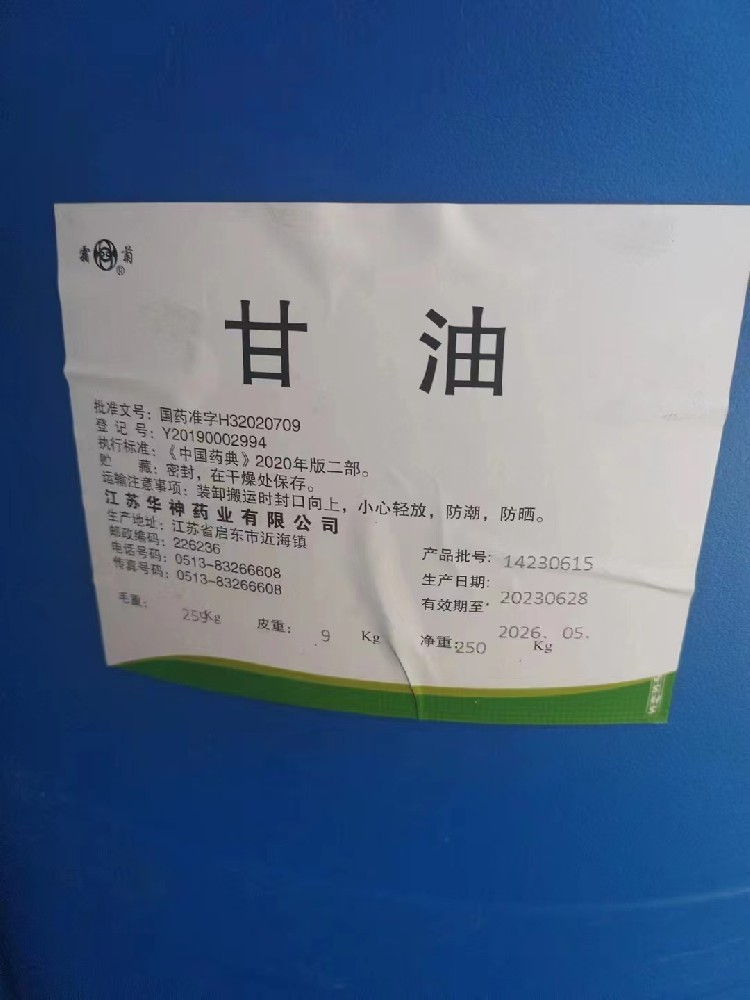 霜菊®
甘油
批准文号：国药准字H32020709
登记号：Y20190002994
执行标准：《中国药典》2020年版二部。
贮藏：密封，在干燥处保存。
运输注意事项：装卸搬运时封口向上，小心轻放，防潮，防晒。
江苏华神药业有限公司
生产地址：江苏省启东市近海镇
邮政编码：226236
电话号码：0513-83266608
传真号码：0513-83266608
产品批号：14230615
生产日期：20230628
有效期至：2026. 05.
毛重：259Kg 皮重：9 Kg 净重：250 Kg